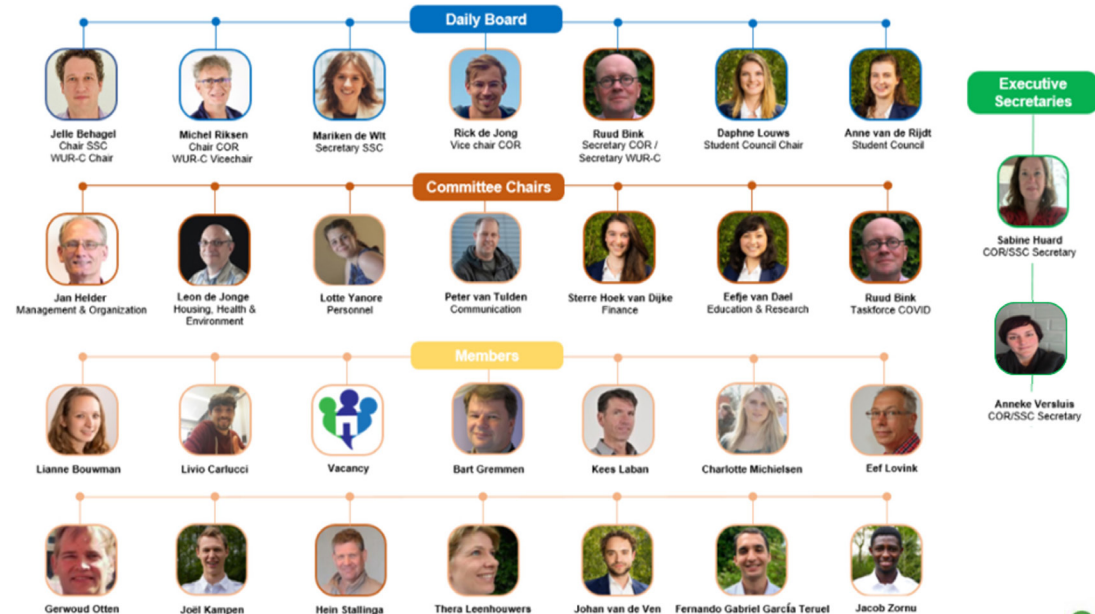 Daily Board
Jelle Behagel
Chair SSC
WUR-C Chair
Michel Riksen
Chair COR
WUR-C Vicechair
Mariken de WIt
Secretary SSC
Rick de Jong
Vice chair COR
Ruud Bink
Secretary COR /
Secretary WUR-C
Daphne Louws
Student Council Chair
Anne van de Rijdt
Student Council
Committee Chairs
Jan Helder
Management & Organization
Leon de Jonge
Housing, Health &
Environment
Lotte Yanore
Personnel
Peter van Tulden
Communication
Sterre Hoek van Dijke
Finance
Eefje van Dael
Education & Research
Ruud Bink
Taskforce COVID
Members
Lianne Bouwman
Livio Carlucci
Vacancy
Bart Gremmen
Kees Laban
Charlotte Michielsen
Eef Lovink
Gerwoud Otten
Joël Kampen
Hein Stallinga
Thera Leenhouwers
Johan van de Ven
Fernando Gabriel García Teruel
Jacob Zornu
Executive
Secretaries
Sabine Huard
COR/SSC Secretary
Anneke Versluis
COR/SSC Secretary